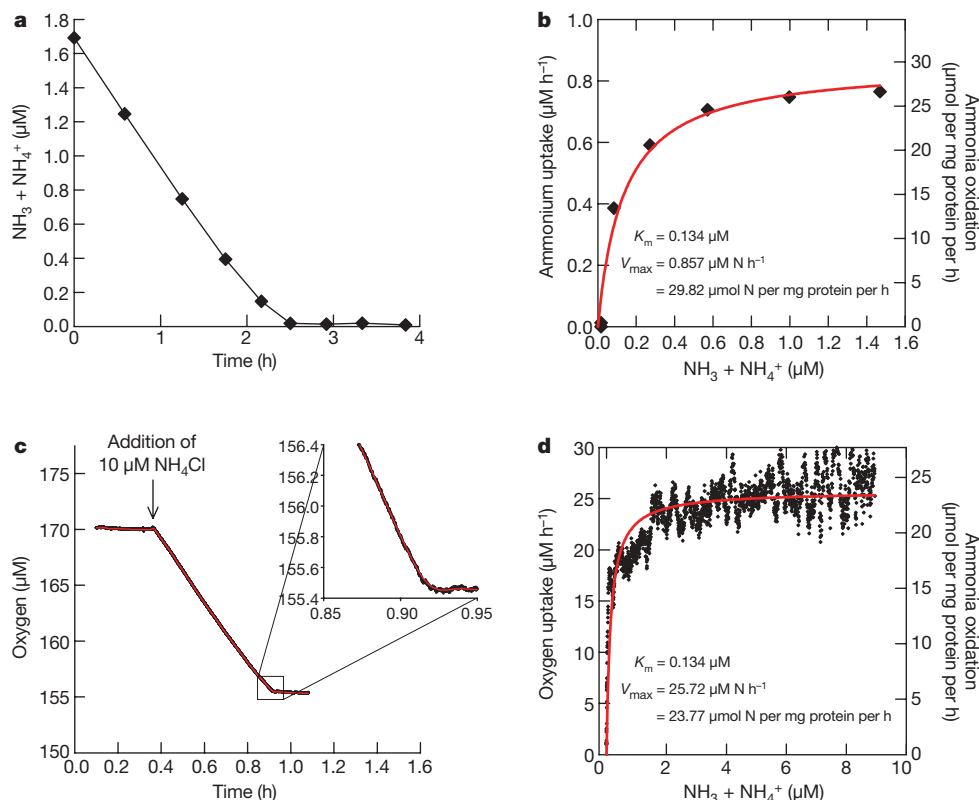 a
1.8
1.6
1.4
1.2
1.0
0.8
0.6
0.4
0.2
0.0
NH₃ + NH₄⁺ (µM)
0 1 2 3 4
Time (h)
b
1.0
0.8
0.6
0.4
0.2
0.0
Ammonium uptake (µM h⁻¹)
30
25
20
15
10
5
0
Ammonia oxidation
(µmol per mg protein per h)
Kₘ = 0.134 µM
Vₘₐₓ = 0.857 µM N h⁻¹
= 29.82 µmol N per mg protein per h
0.0 0.2 0.4 0.6 0.8 1.0 1.2 1.4 1.6
NH₃ + NH₄⁺ (µM)
c
Addition of
10 µM NH₄Cl
175
170
165
160
155
150
Oxygen (µM)
0.0 0.2 0.4 0.6 0.8 1.0 1.2 1.4 1.6
Time (h)
156.4
156.2
156.0
155.8
155.6
155.4
0.85 0.90 0.95
d
30
25
20
15
10
5
0
Oxygen uptake (µM h⁻¹)
25
20
15
10
5
0
Ammonia oxidation
(µmol per mg protein per h)
Kₘ = 0.134 µM
Vₘₐₓ = 25.72 µM N h⁻¹
= 23.77 µmol N per mg protein per h
0 2 4 6 8 10
NH₃ + NH₄⁺ (µM)